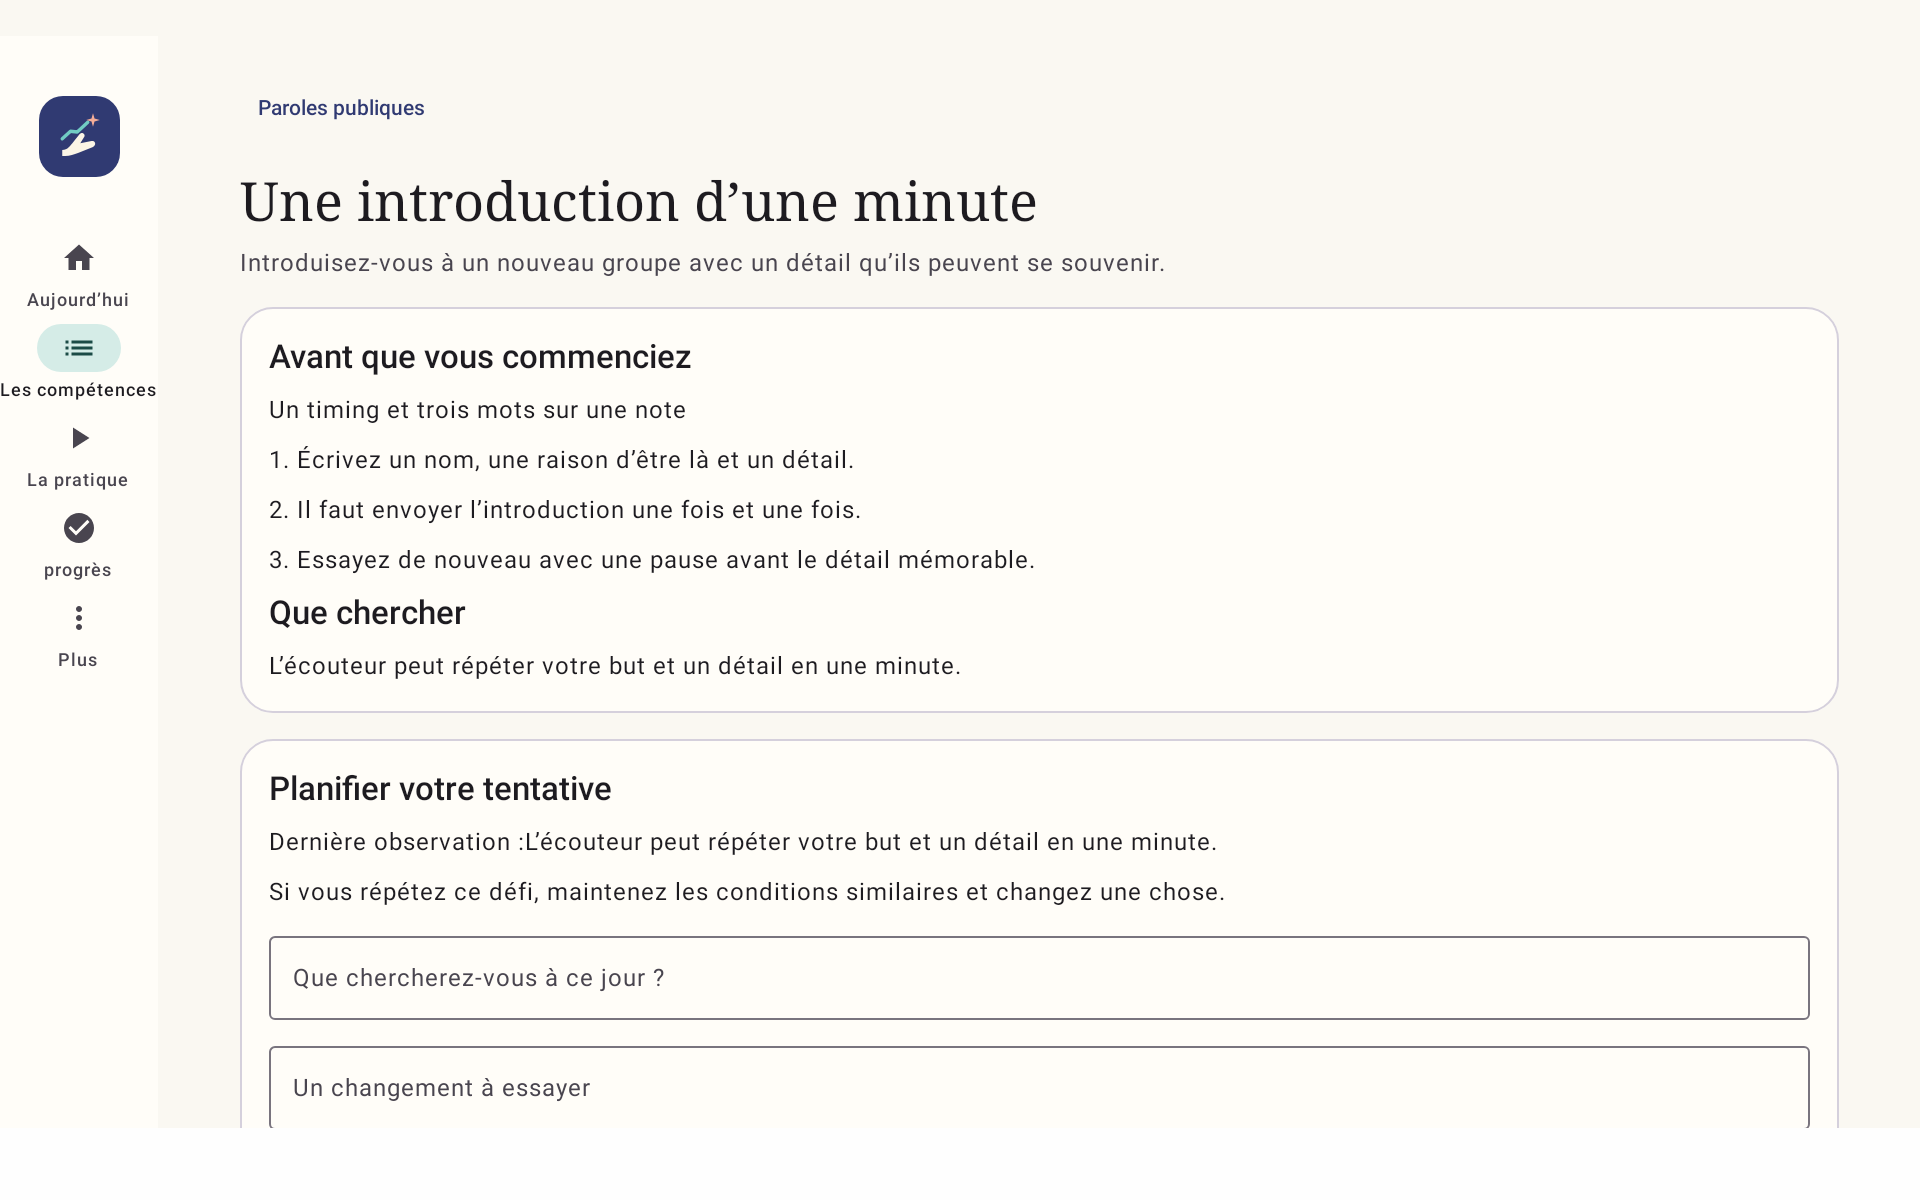 Paroles publiques
Une introduction d’une minute
Introduisez-vous à un nouveau groupe avec un détail qu’ils peuvent se souvenir.
Aujourd’hui
Les compétences
La pratique
progrès
Plus
Avant que vous commenciez
Un timing et trois mots sur une note
1. Écrivez un nom, une raison d’être là et un détail.
2. Il faut envoyer l’introduction une fois et une fois.
3. Essayez de nouveau avec une pause avant le détail mémorable.
Que chercher
L’écouteur peut répéter votre but et un détail en une minute.
Planifier votre tentative
Dernière observation :L’écouteur peut répéter votre but et un détail en une minute.
Si vous répétez ce défi, maintenez les conditions similaires et changez une chose.
Que chercherez-vous à ce jour ?
Un changement à essayer